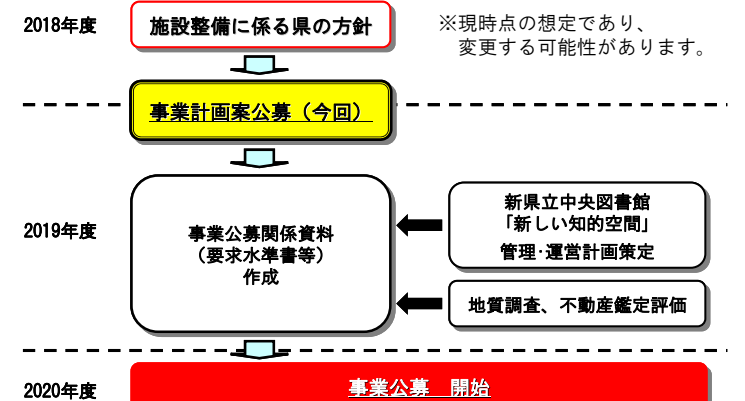 2018年度
施設整備に係る県の方針
※現時点の想定であり、
変更する可能性があります。
事業計画案公募（今回）
2019年度
事業公募関係資料
（要求水準書等）
作成
新県立中央図書館
「新しい知的空間」
管理・運営計画策定
地質調査、不動産鑑定評価
2020年度
事業公募　開始